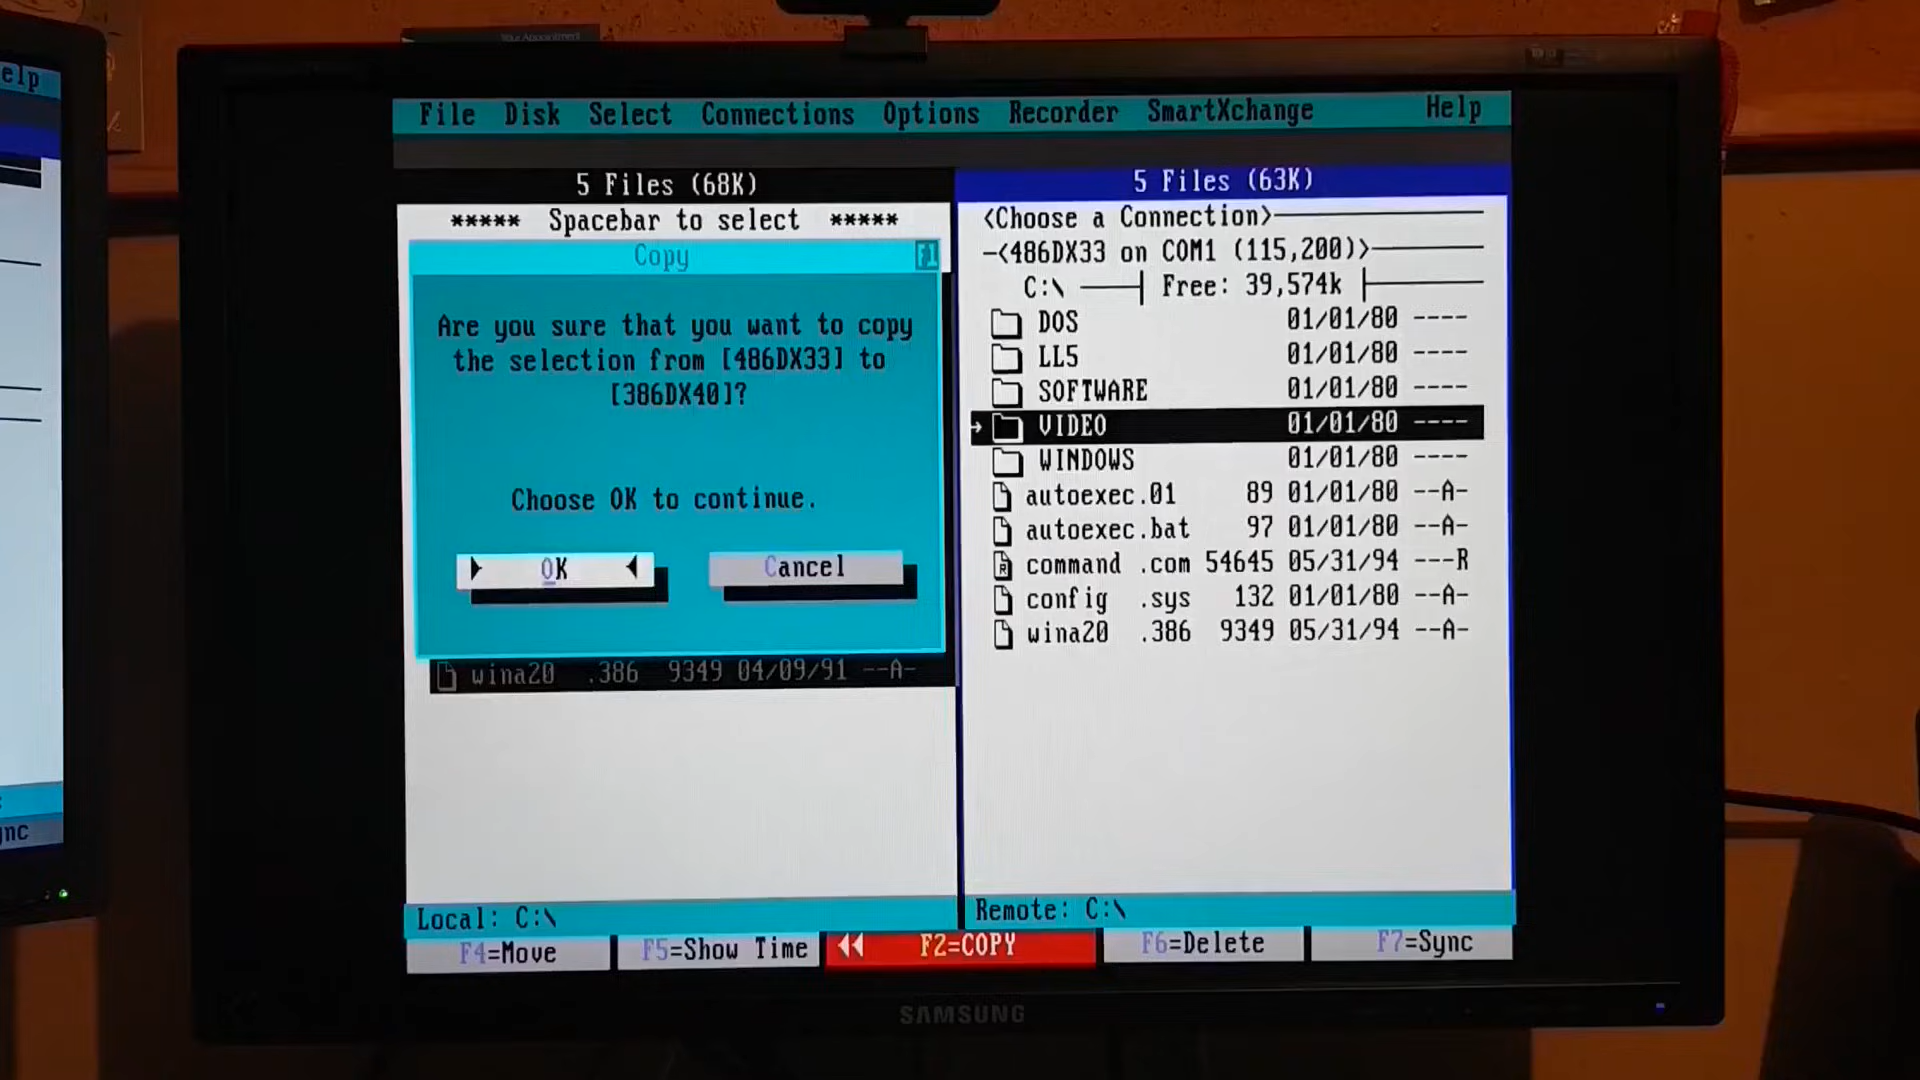 Your Appointment
elp
File Disk Select Connections Options Recorder SmartXchange Help
5 Files (68K)
***** Spacebar to select *****
Copy F1
Are you sure that you want to copy
the selection from [486DX33] to
[386DX40]?
Choose OK to continue.
OK Cancel
wina20 .386 9349 04/09/91 --A-
Local: C:\
5 Files (63K)
<Choose a Connection>
<486DX33 on COM1 (115,200)>
C:\ Free: 39,574k
DOS 01/01/80 ----
LL5 01/01/80 ----
SOFTWARE 01/01/80 ----
VIDEO 01/01/80 ----
WINDOWS 01/01/80 ----
autoexec.01 89 01/01/80 --A-
autoexec.bat 97 01/01/80 --A-
command .com 54645 05/31/94 ---R
config .sys 132 01/01/80 --A-
wina20 .386 9349 05/31/94 --A-
Remote: C:\
F4=Move F5=Show Time F2=COPY F6=Delete F7=Sync
nc
SAMSUNG